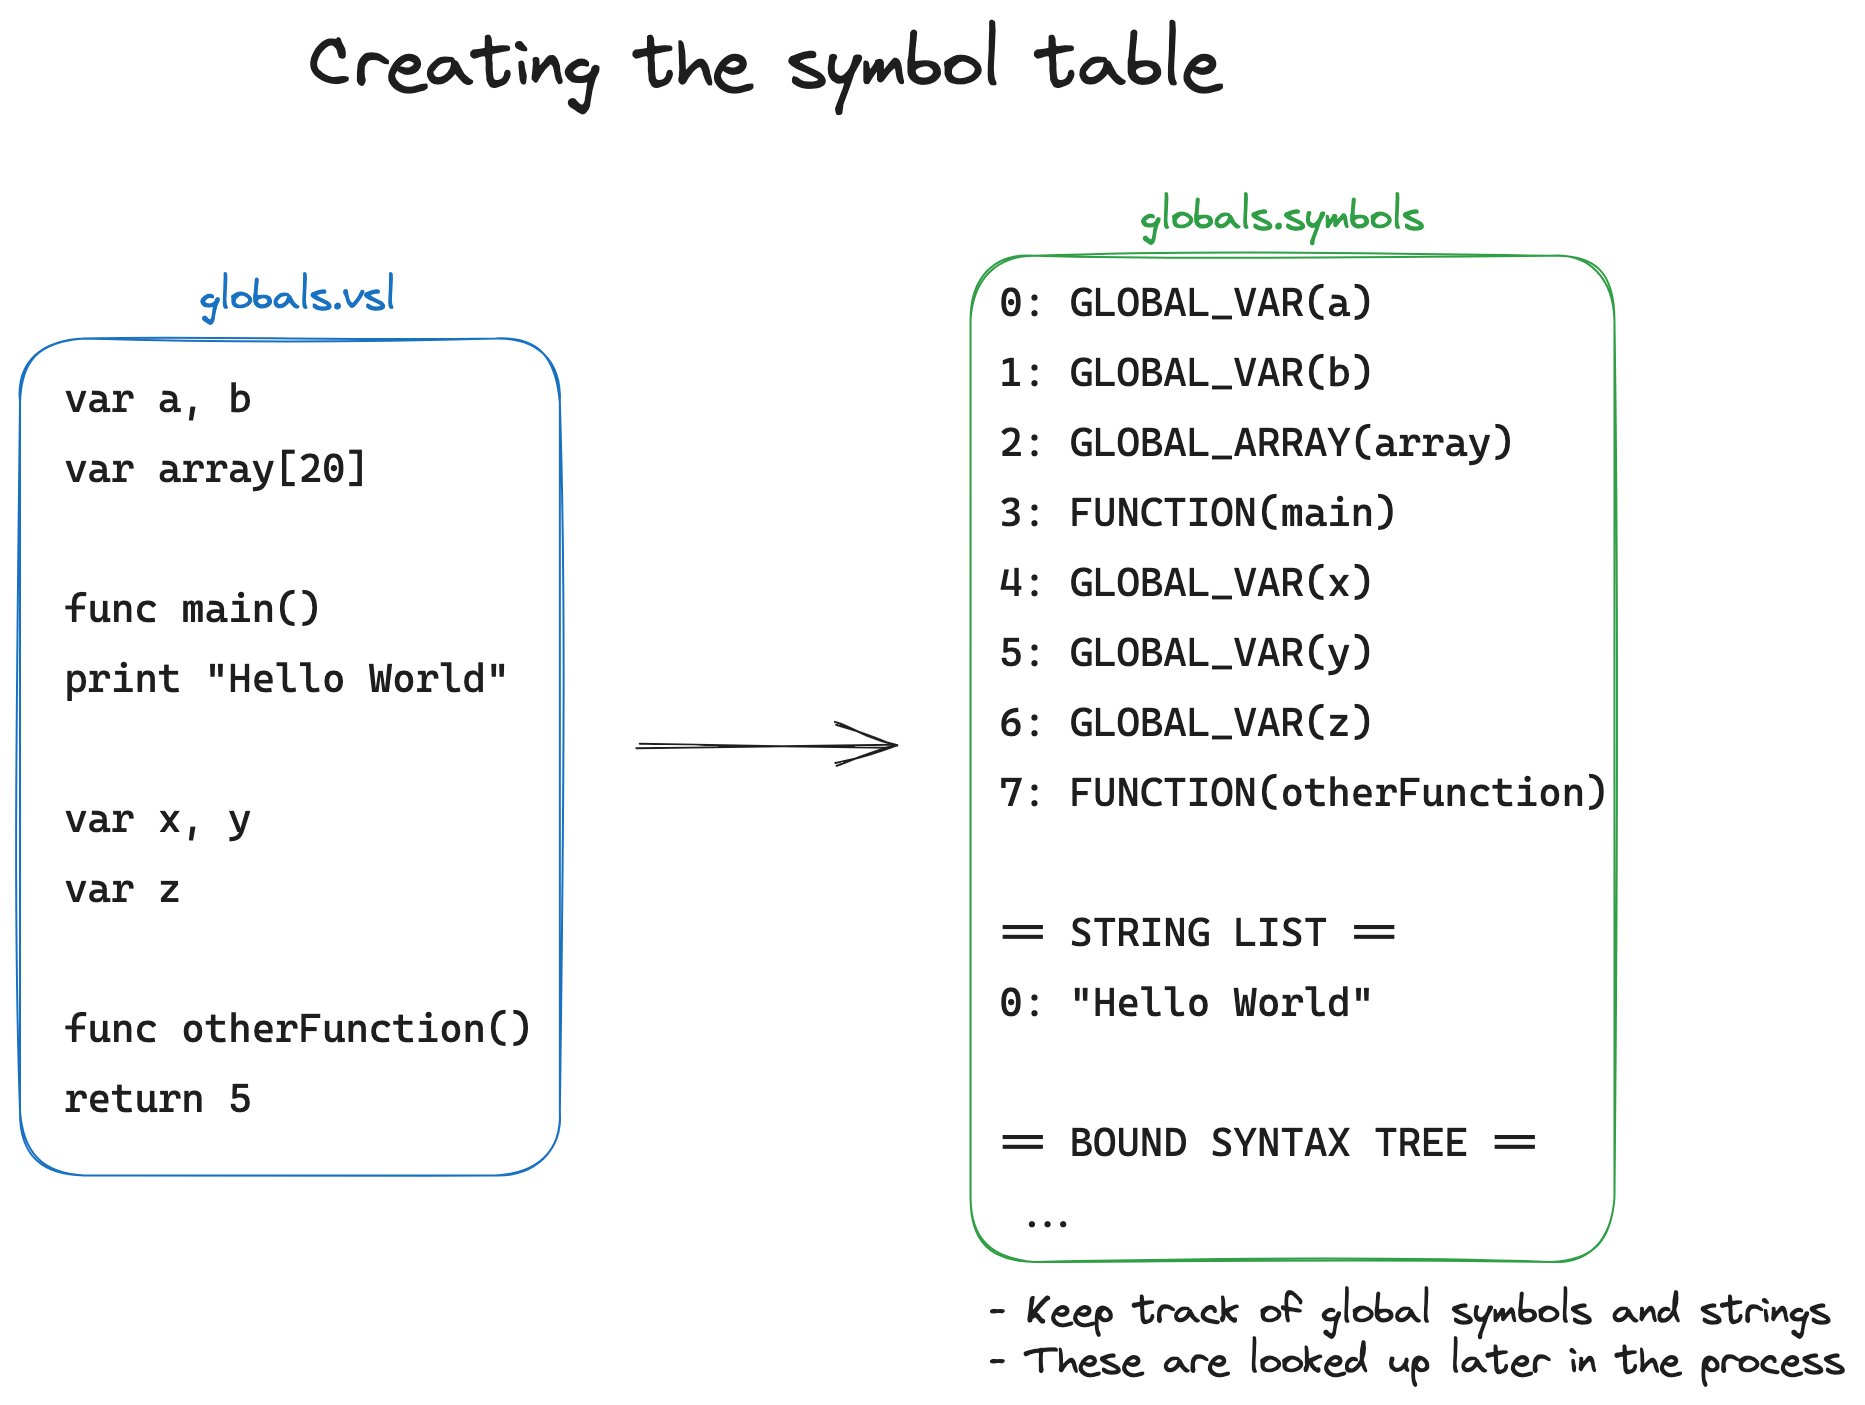 Creating the symbol table
globals.vsl
var a, b
var array[20]
func main()
print "Hello World"
var x, y
var z
func otherFunction()
return 5
globals.symbols
0: GLOBAL_VAR(a)
1: GLOBAL_VAR(b)
2: GLOBAL_ARRAY(array)
3: FUNCTION(main)
4: GLOBAL_VAR(x)
5: GLOBAL_VAR(y)
6: GLOBAL_VAR(z)
7: FUNCTION(otherFunction)
== STRING LIST ==
0: "Hello World"
== BOUND SYNTAX TREE ==
...
- Keep track of global symbols and strings
- These are looked up later in the process